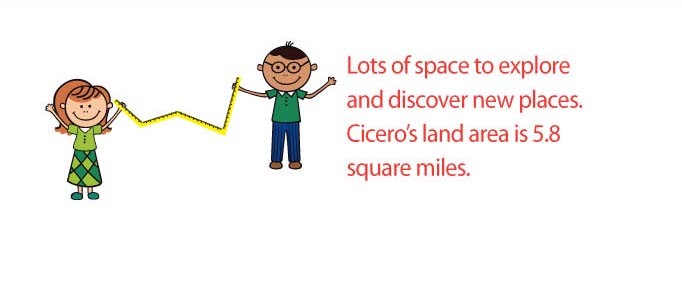 Lots of space to explore
and discover new places.
Cicero’s land area is 5.8
square miles.